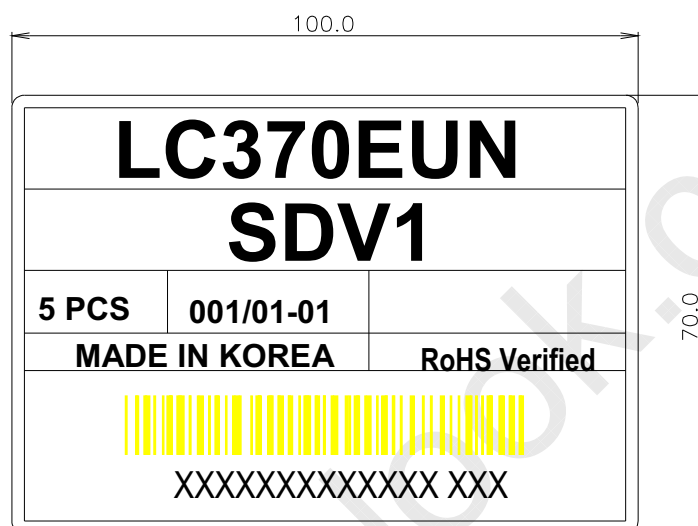 100.0
LC370EUN
SDV1
5 PCS 001/01-01
MADE IN KOREA RoHS Verified
XXXXXXXXXXXXX XXX
70.0